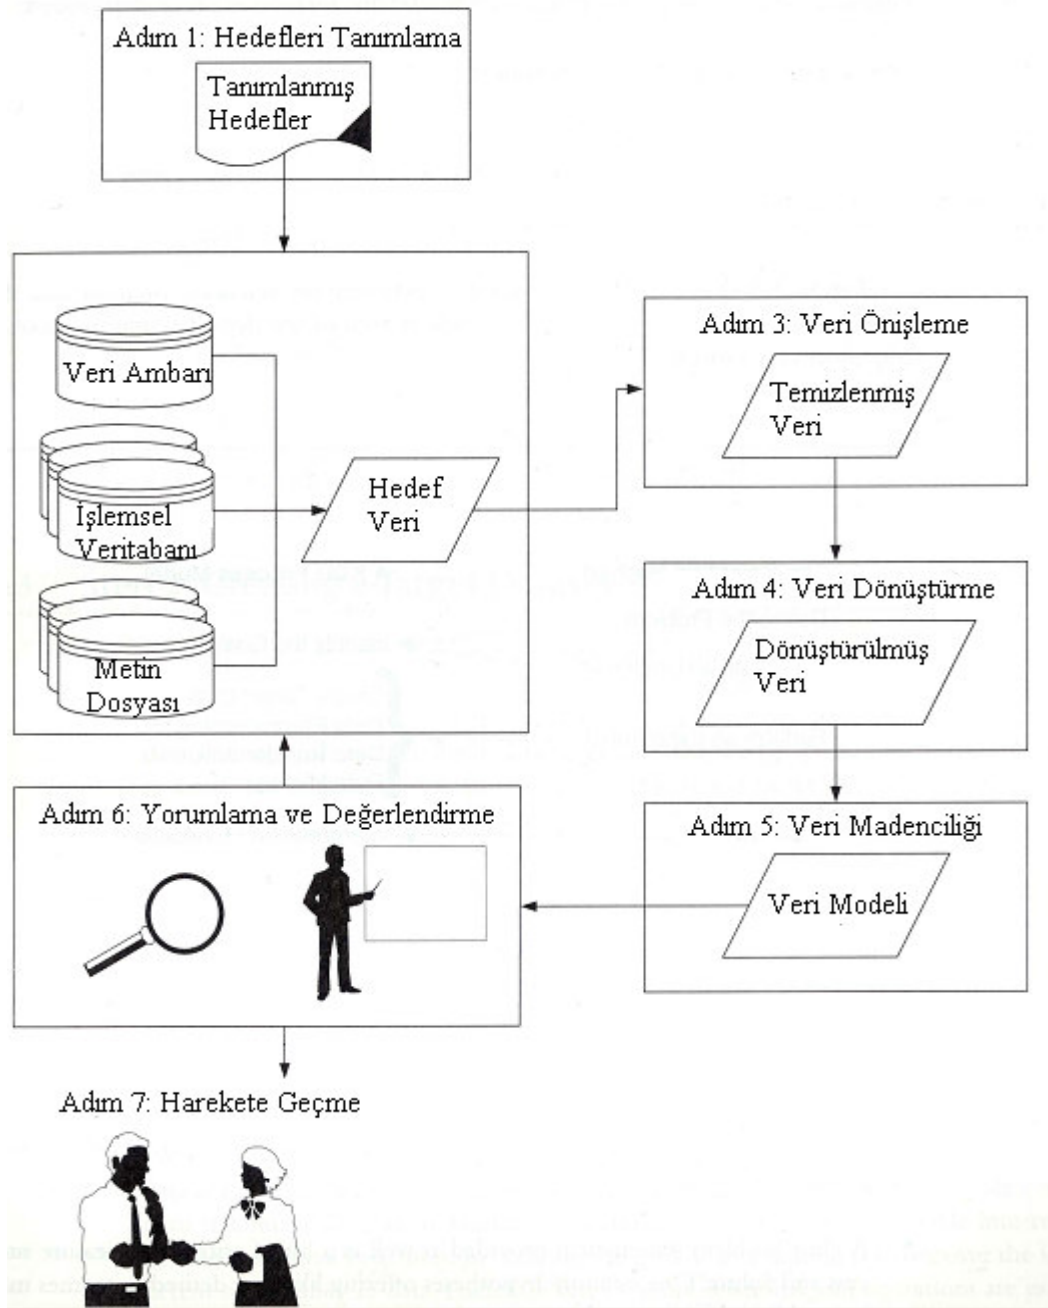 Adım 1: Hedefleri Tanımlama
Tanımlanmış
Hedefler
Veri Ambarı
İşlemsel
Veritabanı
Metin
Dosyası
Hedef
Veri
Adım 3: Veri Önişleme
Temizlenmiş
Veri
Adım 4: Veri Dönüştürme
Dönüştürülmüş
Veri
Adım 5: Veri Madenciliği
Veri Modeli
Adım 6: Yorumlama ve Değerlendirme
Adım 7: Harekete Geçme